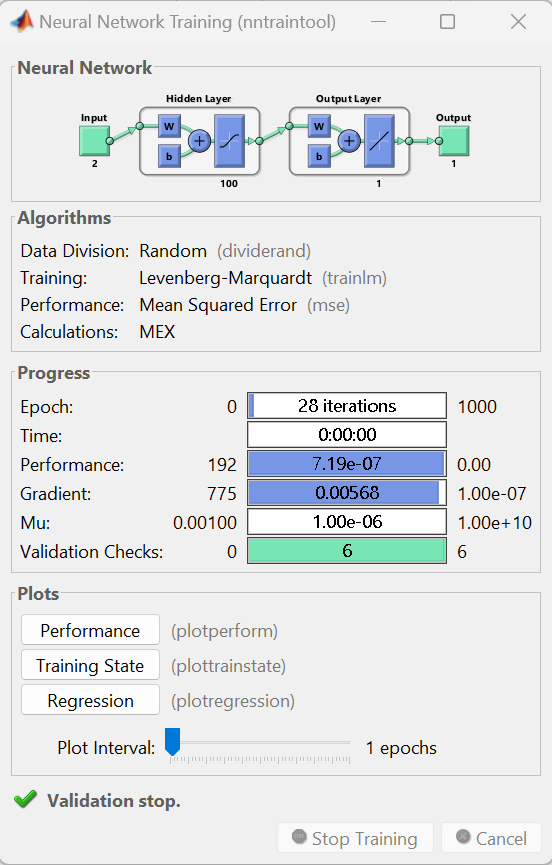 Neural Network Training (nntraintool)
Neural Network
Hidden Layer Output Layer
Input Output
W W
b b
2 1
100 1
Algorithms
Data Division: Random (dividerand)
Training: Levenberg-Marquardt (trainlm)
Performance: Mean Squared Error (mse)
Calculations: MEX
Progress
Epoch: 0 28 iterations 1000
Time: 0:00:00
Performance: 192 7.19e-07 0.00
Gradient: 775 0.00568 1.00e-07
Mu: 0.00100 1.00e-06 1.00e+10
Validation Checks: 0 6 6
Plots
Performance (plotperform)
Training State (plottrainstate)
Regression (plotregression)
Plot Interval: 1 epochs
Validation stop.
Stop Training Cancel